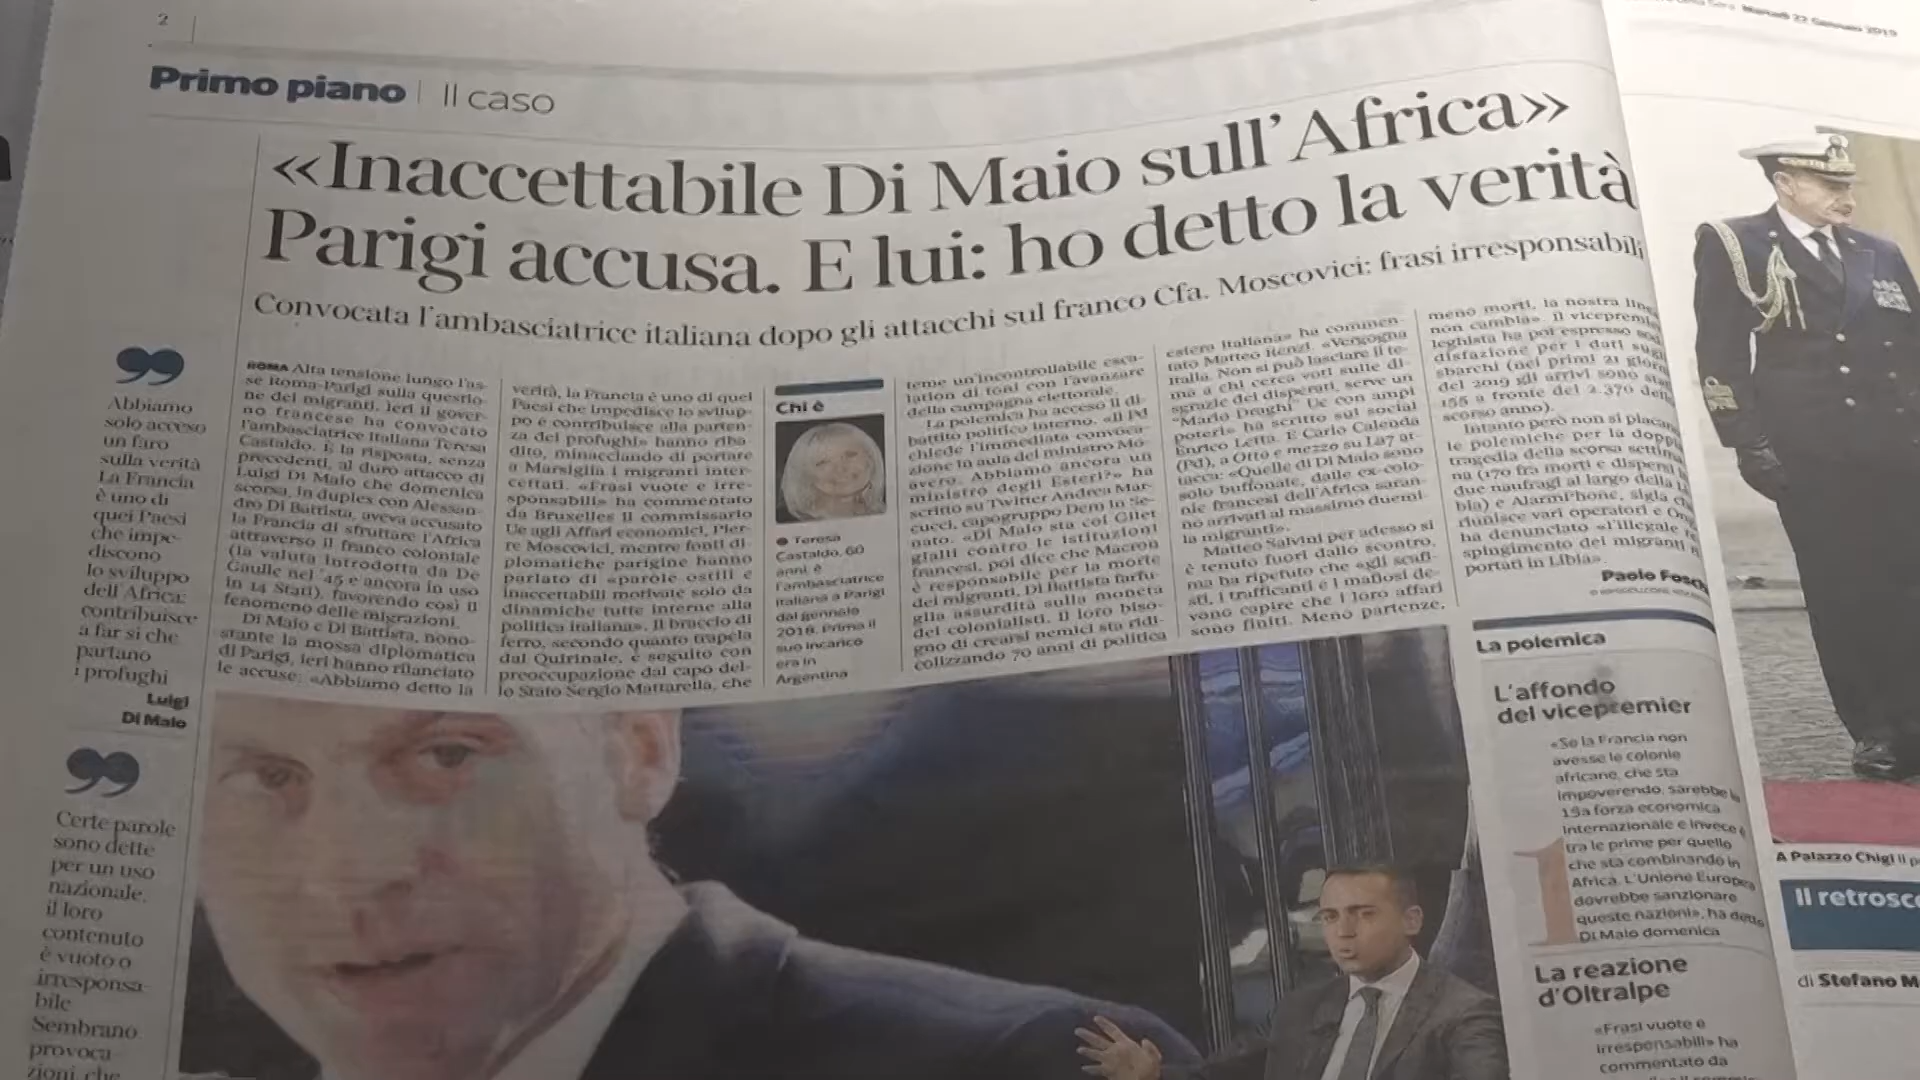 2
Martedì 22 Gennaio 2019
Primo piano | Il caso
«Inaccettabile Di Maio sull'Africa»
Parigi accusa. E lui: ho detto la verità
Convocata l'ambasciatrice italiana dopo gli attacchi sul franco Cfa. Moscovici: frasi irresponsabili
Abbiamo
solo acceso
un faro
sulla verità
La Francia
è uno di
quei Paesi
che impe-
discono
lo sviluppo
dell'Africa:
contribuisce
a far sì che
partano
i profughi
Luigi
Di Maio
Certe parole
sono dette
per un uso
nazionale,
il loro
contenuto
è vuoto o
irresponsa-
bile
Sembrano
provoca-
zioni che
ROMA Alta tensione lungo l'as-
se Roma-Parigi sulla questio-
ne dei migranti. Ieri il gover-
no francese ha convocato
l'ambasciatrice italiana Teresa
Castaldo. È la risposta, senza
precedenti, al duro attacco di
Luigi Di Maio che domenica
scorsa, in duplex con Alessan-
dro Di Battista, aveva accusato
la Francia di sfruttare l'Africa
attraverso il franco coloniale
(la valuta introdotta da De
Gaulle nel '45 e ancora in uso
in 14 Stati), favorendo così il
fenomeno delle migrazioni.
Di Maio e Di Battista, nono-
stante la mossa diplomatica
di Parigi, ieri hanno rilanciato
le accuse: «Abbiamo detto la
verità, la Francia è uno di quei
Paesi che impedisce lo svilup-
po e contribuisce alla parten-
za dei profughi» hanno riba-
dito, minacciando di portare
a Marsiglia i migranti inter-
cettati. «Frasi vuote e irre-
sponsabili» ha commentato
da Bruxelles il commissario
Ue agli Affari economici, Pier-
re Moscovici, mentre fonti di-
plomatiche parigine hanno
parlato di «parole ostili e
inaccettabili motivate solo da
dinamiche tutte interne alla
politica italiana». Il braccio di
ferro, secondo quanto trapela
dal Quirinale, è seguito con
preoccupazione dal capo del-
lo Stato Sergio Mattarella, che
Chi è
● Teresa
Castaldo, 60
anni, è
l'ambasciatrice
italiana a Parigi
dal gennaio
2018. Prima il
suo incarico
era in
Argentina
teme un'incontrollabile esca-
lation di toni con l'avanzare
della campagna elettorale.
La polemica ha acceso il di-
battito politico interno. «Il Pd
chiede l'immediata convoca-
zione in aula del ministro Mo-
avero. Abbiamo ancora un
ministro degli Esteri?» ha
scritto su Twitter Andrea Mar-
cucci, capogruppo Dem in Se-
nato. «Di Maio sta coi Gilet
gialli contro le istituzioni
francesi, poi dice che Macron
è responsabile per la morte
dei migranti, Di Battista farfu-
glia assurdità sulla moneta
del colonialisti. Il loro biso-
gno di crearsi nemici sta ridi-
colizzando 70 anni di politica
estera italiana» ha commen-
tato Matteo Renzi. «Vergogna
Italia. Non si può lasciare il te-
ma a chi cerca voti sulle di-
sgrazie dei disperati, serve un
"Mario Draghi" Ue con ampi
poteri» ha scritto sui social
Enrico Letta. E Carlo Calenda
(Pd), a Otto e mezzo su La7 at-
tacca: «Quelle di Di Maio sono
solo buffonate, dalle ex-colo-
nie francesi dell'Africa saran-
no arrivati al massimo duemi-
la migranti».
Matteo Salvini per adesso si
è tenuto fuori dallo scontro,
ma ha ripetuto che «gli scafi-
sti, i trafficanti e i mafiosi de-
vono capire che i loro affari
sono finiti. Meno partenze,
meno morti, la nostra line
non cambia». Il vicepremie
leghista ha poi espresso sod
disfazione per i dati sugli
sbarchi (nei primi 21 giorn
del 2019 gli arrivi sono stat
155 a fronte dei 2.370 dello
scorso anno).
Intanto però non si placano
le polemiche per la doppia
tragedia della scorsa settima
na (170 fra morti e dispersi in
due naufragi al largo della Li
bia) e AlarmPhone, sigla che
riunisce vari operatori e Ong
ha denunciato «l'illegale re
spingimento dei migranti ri
portati in Libia».
Paolo Fosc
La polemica
L'affondo
del vicepremier
1
«Se la Francia non
avesse le colonie
africane, che sta
impoverendo, sarebbe la
15a forza economica
internazionale e invece è
tra le prime per quello
che sta combinando in
Africa. L'Unione Europea
dovrebbe sanzionare
queste nazioni», ha detto
Di Maio domenica
La reazione
d'Oltralpe
«Frasi vuote e
irresponsabili» ha
commentato da
A Palazzo Chigi Il p
Il retrosce
di Stefano M